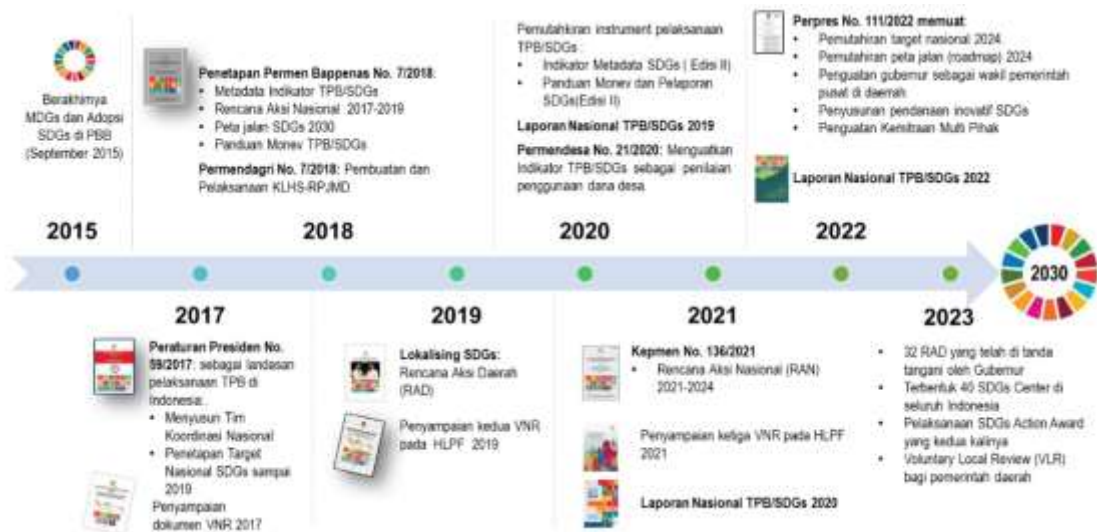 Berakhirnya
MDGs dan Adopsi
SDGs di PBB
(September 2015)
2015
Penetapan Permen Bappenas No. 7/2018:
• Metadata Indikator TPB/SDGs
• Rencana Aksi Nasional 2017-2019
• Peta jalan SDGs 2030
• Panduan Monev TPB/SDGs
Permendagri No. 7/2018: Pembuatan dan
Pelaksanaan KLHS-RPJMD
2018
Pemutahkiran instrument pelaksanaan
TPB/SDGs
• Indikator Metadata SDGs ( Edisi II)
• Panduan Monev dan Pelaporan
SDGs(Edisi II)
Laporan Nasional TPB/SDGs 2019
Permendesa No. 21/2020: Menguatkan
Indikator TPB/SDGs sebagai penilaian
penggunaan dana desa
2020
Perpres No. 111/2022 memuat:
• Pemutahiran target nasional 2024
• Pemutahiran peta jalan (roadmap) 2024
• Penguatan gubernur sebagai wakil pemerintah
pusat di daerah
• Penyusunan pendanaan inovatif SDGs
• Penguatan Kemitraan Multi Pihak
Laporan Nasional TPB/SDGs 2022
2022
2030
2017
Peraturan Presiden No.
59/2017: sebagai landasan
pelaksanaan TPB di
Indonesia:
• Menyusun Tim
Koordinasi Nasional
• Penetapan Target
Nasional SDGs sampai
2019
Penyampaian
dokumen VNR 2017
2019
Lokalising SDGs:
Rencana Aksi Daerah
(RAD)
Penyampaian kedua VNR
pada HLPF 2019
2021
Kepmen No. 136/2021
• Rencana Aksi Nasional (RAN)
2021-2024
Penyampaian ketiga VNR pada HLPF
2021
Laporan Nasional TPB/SDGs 2020
2023
• 32 RAD yang telah di tanda
tangani oleh Gubernur
• Terbentuk 40 SDGs Center di
seluruh Indonesia
• Pelaksanaan SDGs Action Award
yang kedua kalinya
• Voluntary Local Review (VLR)
bagi pemerintah daerah